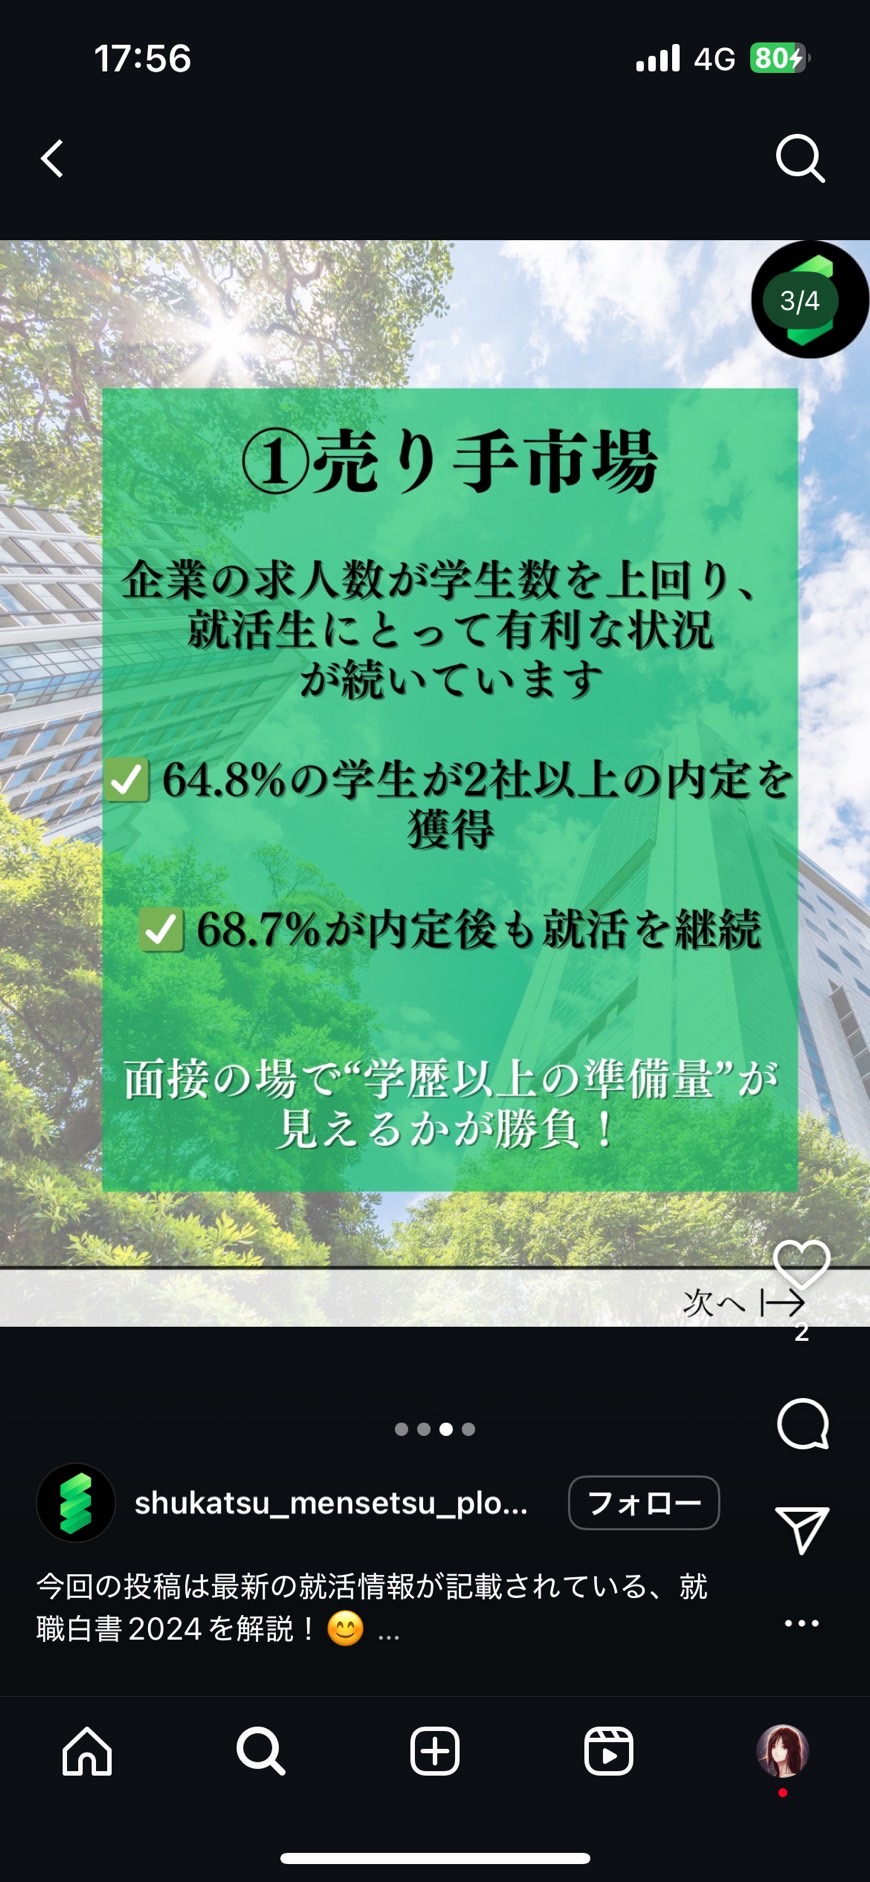 17:56
4G
80
3/4
①売り手市場
企業の求人数が学生数を上回り、
就活生にとって有利な状況
が続いています
✅ 64.8%の学生が2社以上の内定を
獲得
✅ 68.7%が内定後も就活を継続
面接の場で“学歴以上の準備量”が
見えるかが勝負！
次へ
2
shukatsu_mensetsu_plo...
フォロー
今回の投稿は最新の就活情報が記載されている、就
職白書2024を解説！😊 ...